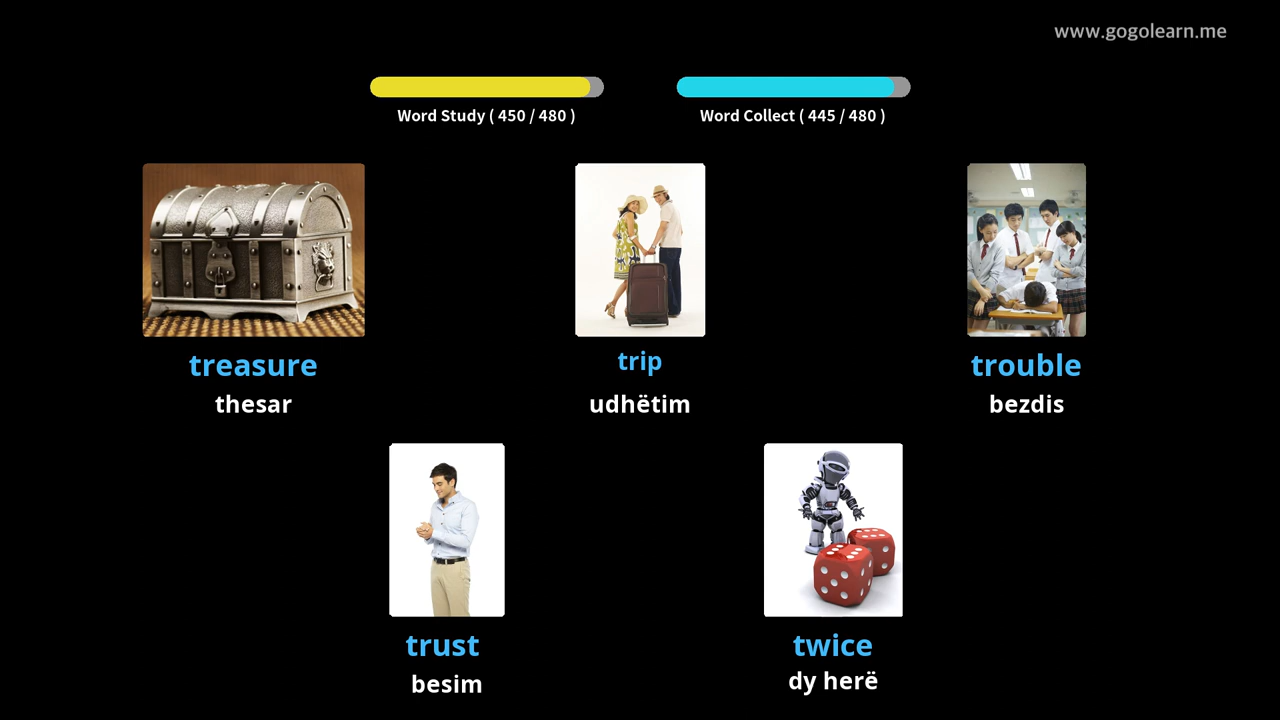 www.gogolearn.me
Word Study ( 450 / 480 )
Word Collect ( 445 / 480 )
treasure
thesar
trip
udhëtim
trouble
bezdis
trust
besim
twice
dy herë